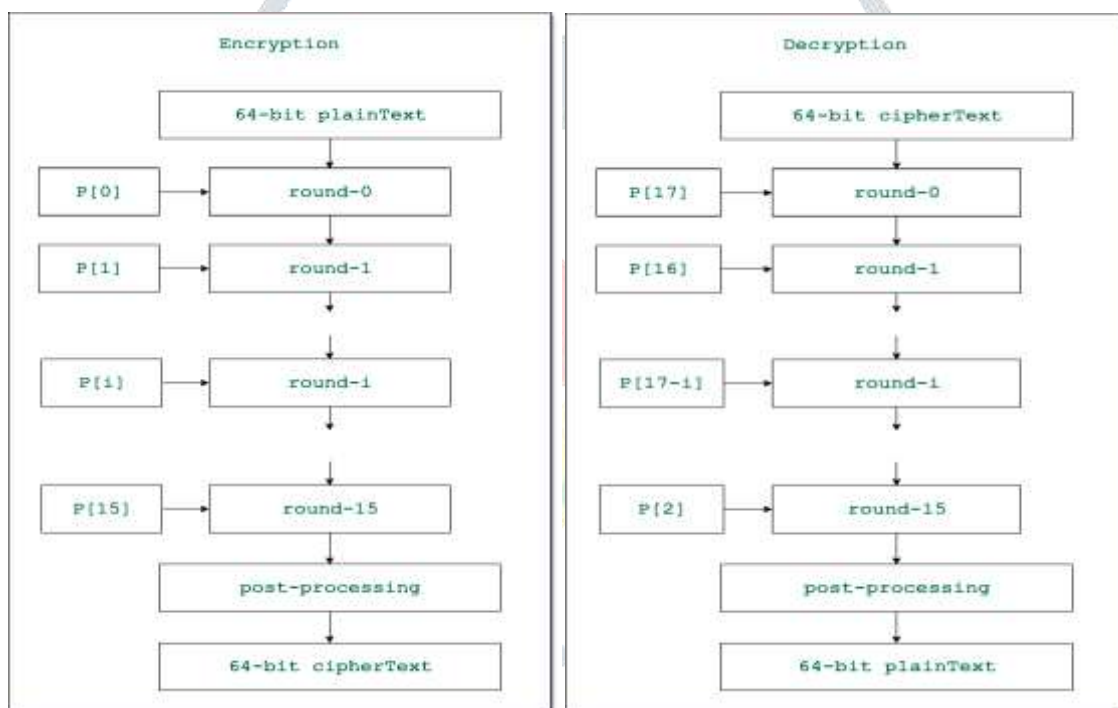 Encryption
64-bit plainText
P[0]
round-0
P[1]
round-1
P[i]
round-i
P[15]
round-15
post-processing
64-bit cipherText
Decryption
64-bit cipherText
P[17]
round-0
P[16]
round-1
P[17-i]
round-i
P[2]
round-15
post-processing
64-bit plainText